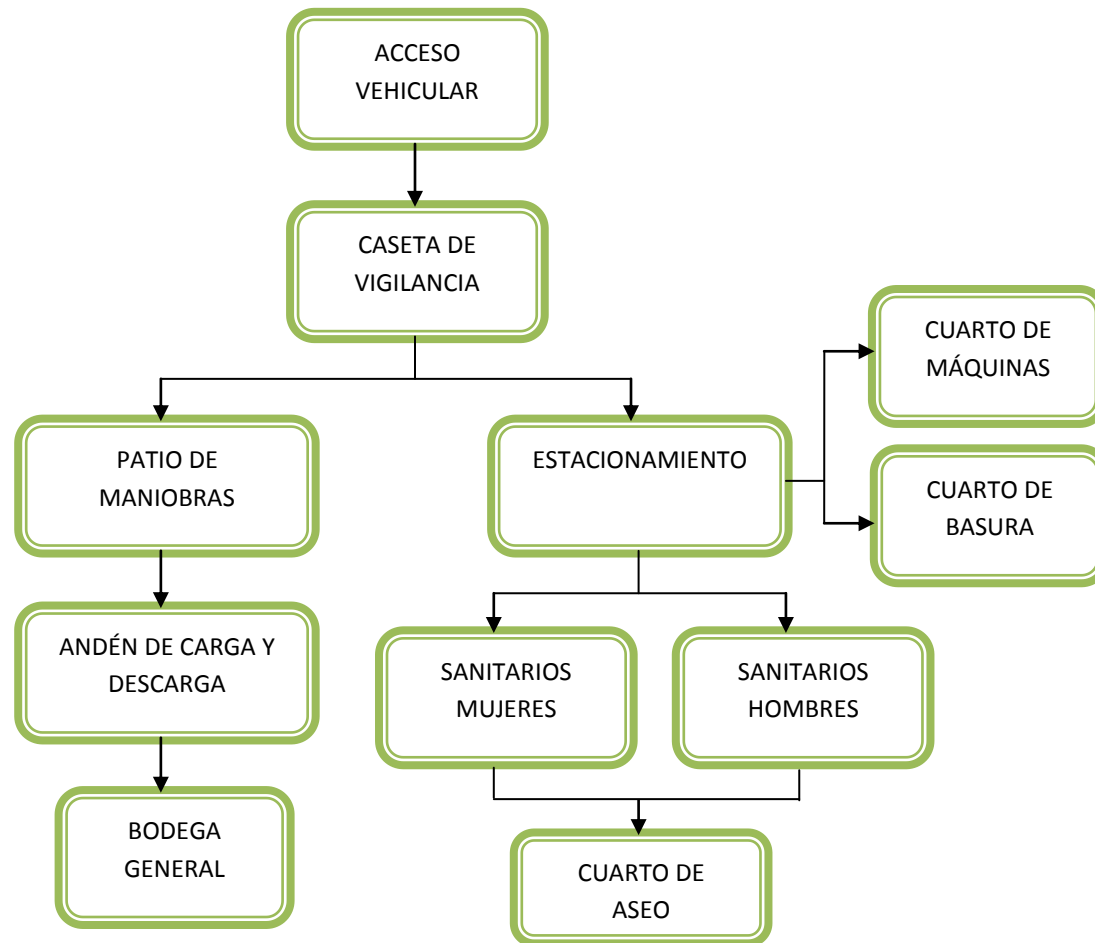 ACCESO
VEHICULAR
CASETA DE
VIGILANCIA
CUARTO DE
MÁQUINAS
PATIO DE
MANIOBRAS
ESTACIONAMIENTO
CUARTO DE
BASURA
ANDÉN DE CARGA Y
DESCARGA
SANITARIOS
MUJERES
SANITARIOS
HOMBRES
BODEGA
GENERAL
CUARTO DE
ASEO